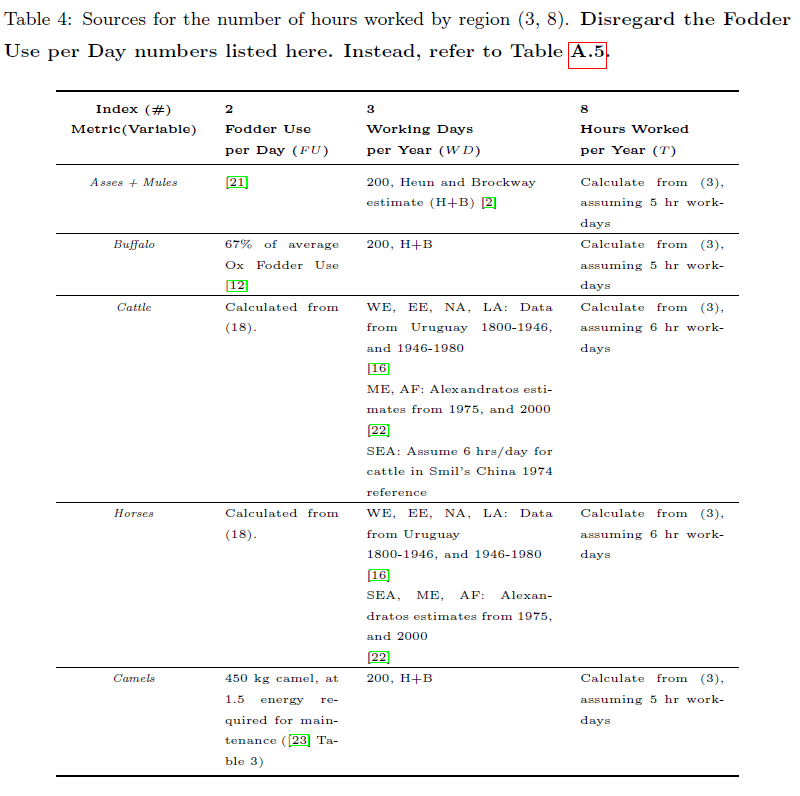 Table 4: Sources for the number of hours worked by region (3, 8). Disregard the Fodder
Use per Day numbers listed here. Instead, refer to Table A.5.
Index (#) 2 3 8
Metric(Variable) Fodder Use Working Days Hours Worked
per Day (FU) per Year (WD) per Year (T)
Asses + Mules [21] 200, Heun and Brockway Calculate from (3),
estimate (H+B) [2] assuming 5 hr work-
days
Buffalo 67% of average 200, H+B Calculate from (3),
Ox Fodder Use assuming 5 hr work-
[12] days
Cattle Calculated from WE, EE, NA, LA: Data Calculate from (3),
(18). from Uruguay 1800-1946, assuming 6 hr work-
and 1946-1980 days
[16]
ME, AF: Alexandratos esti-
mates from 1975, and 2000
[22]
SEA: Assume 6 hrs/day for
cattle in Smil's China 1974
reference
Horses Calculated from WE, EE, NA, LA: Data Calculate from (3),
(18). from Uruguay assuming 6 hr work-
1800-1946, and 1946-1980 days
[16]
SEA, ME, AF: Alexan-
dratos estimates from 1975,
and 2000
[22]
Camels 450 kg camel, at 200, H+B Calculate from (3),
1.5 energy re- assuming 5 hr work-
quired for main- days
tenance ([23] Ta-
ble 3)